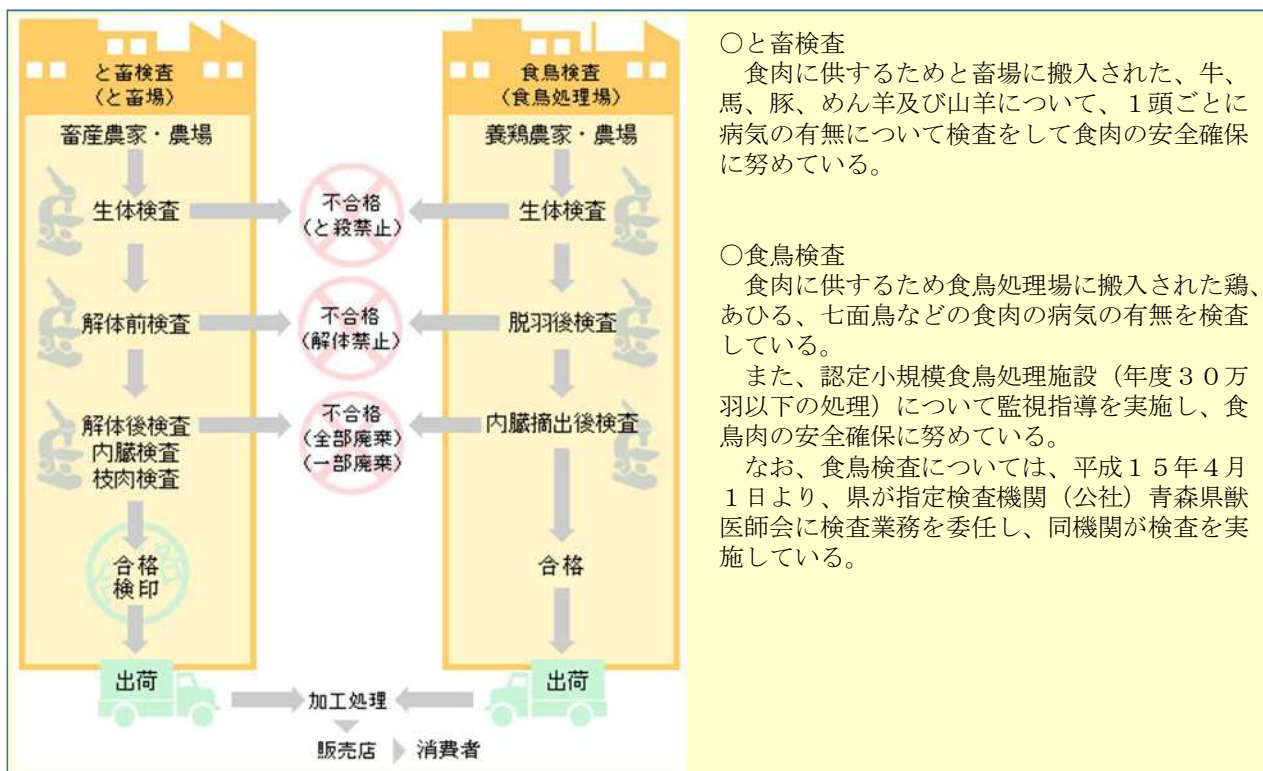 と畜検査
（と畜場）
畜産農家・農場
生体検査
解体前検査
解体後検査
内臓検査
枝肉検査
合格
検印
出荷
不合格
（と殺禁止）
不合格
（解体禁止）
不合格
（全部廃棄）
（一部廃棄）
食鳥検査
（食鳥処理場）
養鶏農家・農場
生体検査
脱羽後検査
内臓摘出後検査
合格
出荷
加工処理
販売店
消費者
○と畜検査
　食肉に供するためと畜場に搬入された、牛、
馬、豚、めん羊及び山羊について、１頭ごとに
病気の有無について検査をして食肉の安全確保
に努めている。
○食鳥検査
　食肉に供するため食鳥処理場に搬入された鶏、
あひる、七面鳥などの食肉の病気の有無を検査
している。
　また、認定小規模食鳥処理施設（年度３０万
羽以下の処理）について監視指導を実施し、食
鳥肉の安全確保に努めている。
　なお、食鳥検査については、平成１５年４月
１日より、県が指定検査機関（公社）青森県獣
医師会に検査業務を委任し、同機関が検査を実
施している。